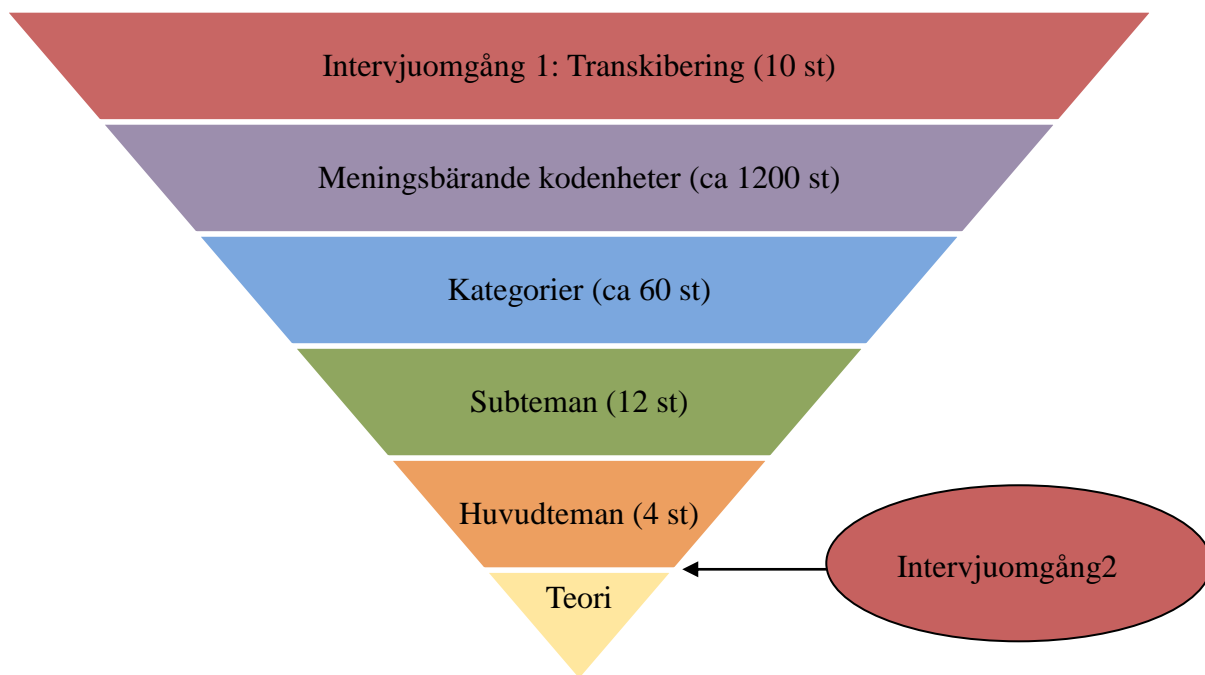 Intervjuomgång 1: Transkibering (10 st)
Meningsbärande kodenheter (ca 1200 st)
Kategorier (ca 60 st)
Subteman (12 st)
Huvudteman (4 st)
Intervjuomgång2
Teori